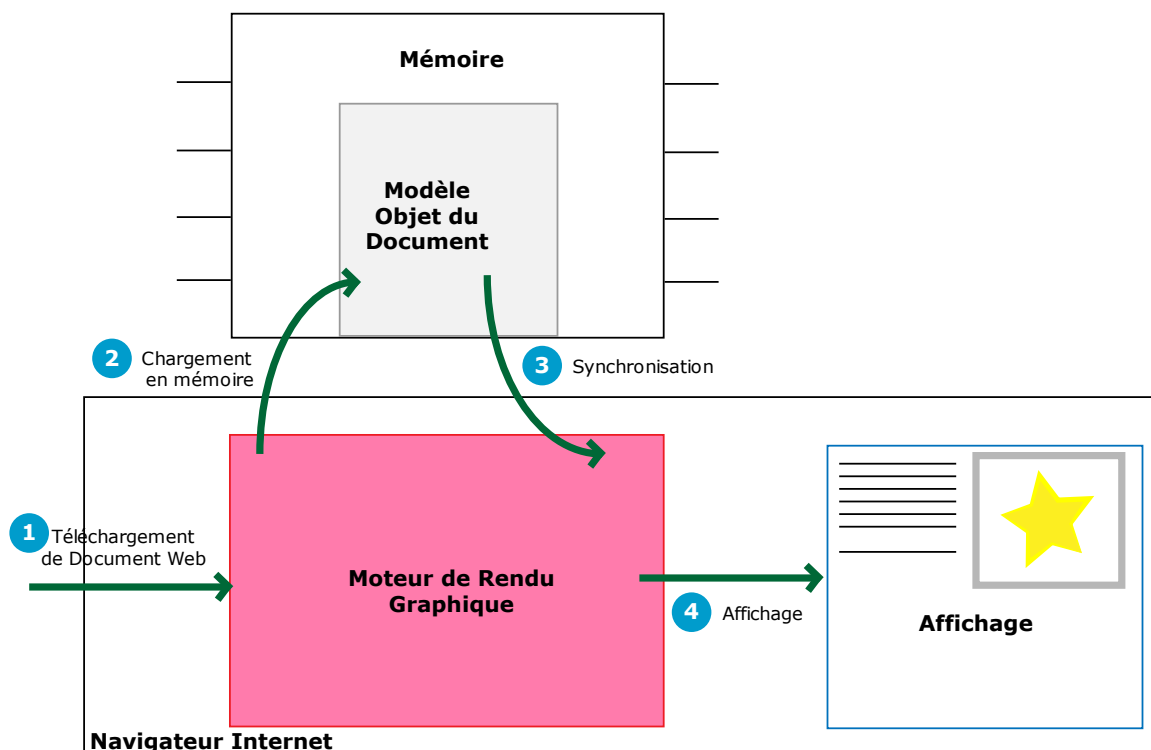 Mémoire
Modèle
Objet du
Document
2
Chargement
en mémoire
3
Synchronisation
1
Téléchargement
de Document Web
Moteur de Rendu
Graphique
4
Affichage
Affichage
Navigateur Internet